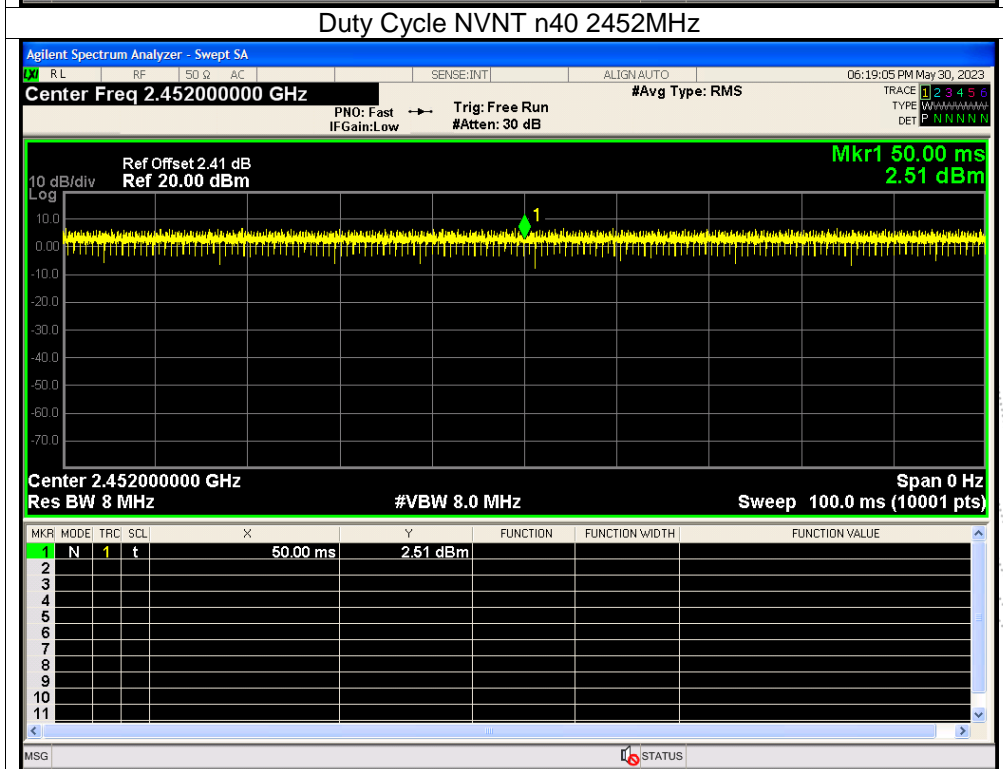 Duty Cycle NVNT n40 2452MHz
Agilent Spectrum Analyzer - Swept SA
LXI RL RF 50 Ω AC SENSE:INT ALIGN AUTO 06:19:05 PM May 30, 2023
Center Freq 2.452000000 GHz #Avg Type: RMS TRACE 1 2 3 4 5 6
PNO: Fast Trig: Free Run TYPE WWWWWW
IFGain:Low #Atten: 30 dB DET P N N N N N
Mkr1 50.00 ms
Ref Offset 2.41 dB
10 dB/div Ref 20.00 dBm 2.51 dBm
Log
1
10.0
0.00
-10.0
-20.0
-30.0
-40.0
-50.0
-60.0
-70.0
Center 2.452000000 GHz Span 0 Hz
Res BW 8 MHz #VBW 8.0 MHz Sweep 100.0 ms (10001 pts)
MKR MODE TRC SCL X Y FUNCTION FUNCTION WIDTH FUNCTION VALUE
1 N 1 t 50.00 ms 2.51 dBm
2
3
4
5
6
7
8
9
10
11
MSG STATUS